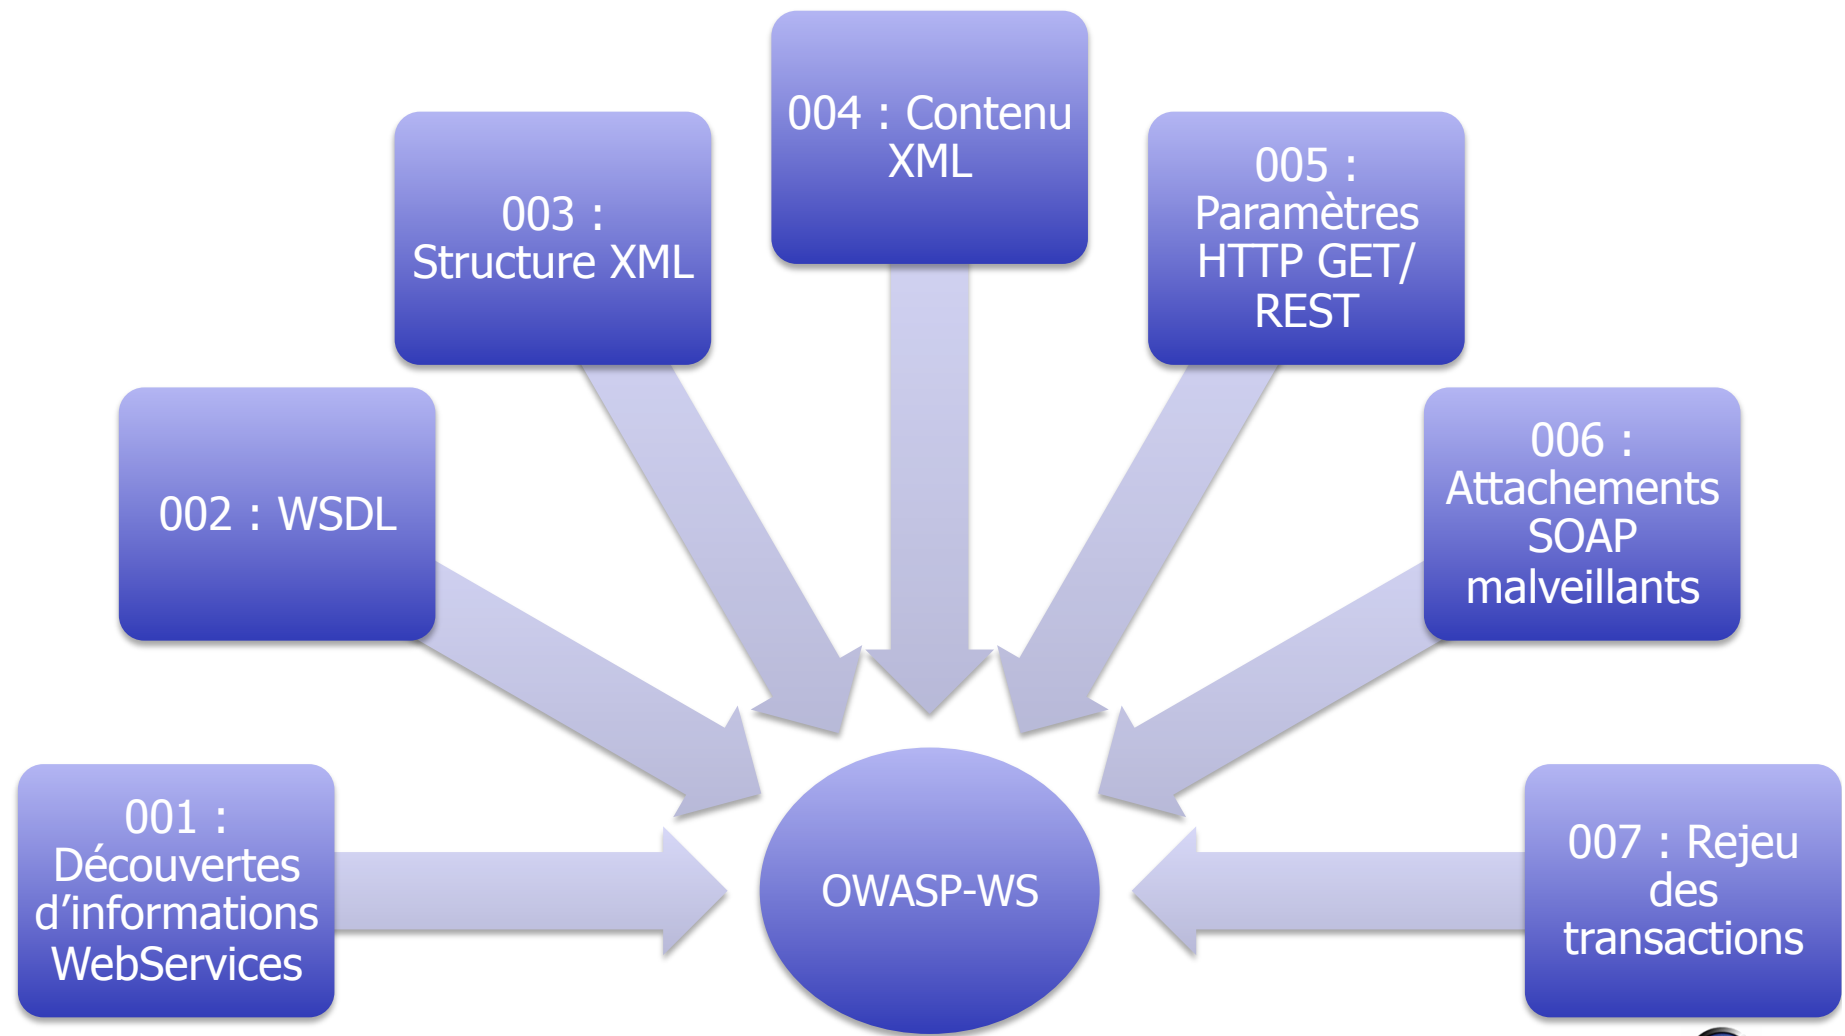 001 :
Découvertes
d’informations
WebServices
002 : WSDL
003 :
Structure XML
004 : Contenu
XML
005 :
Paramètres
HTTP GET/
REST
006 :
Attachements
SOAP
malveillants
007 : Rejeu
des
transactions
OWASP-WS